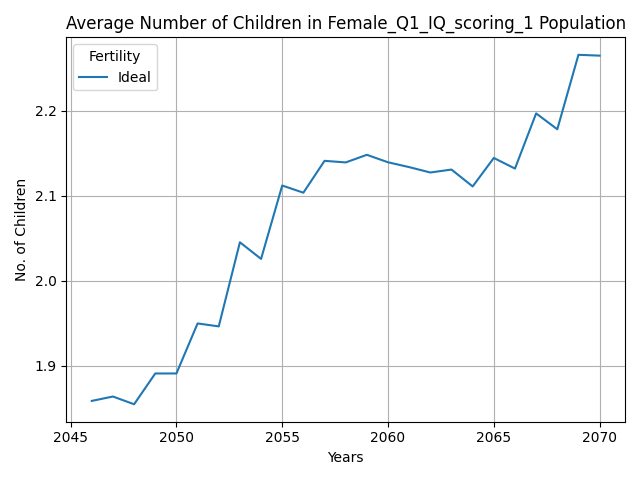 Average Number of Children in Female_Q1_IQ_scoring_1 Population
Fertility
Ideal
2.2
2.1
2.0
1.9
No. of Children
2045 2050 2055 2060 2065 2070
Years